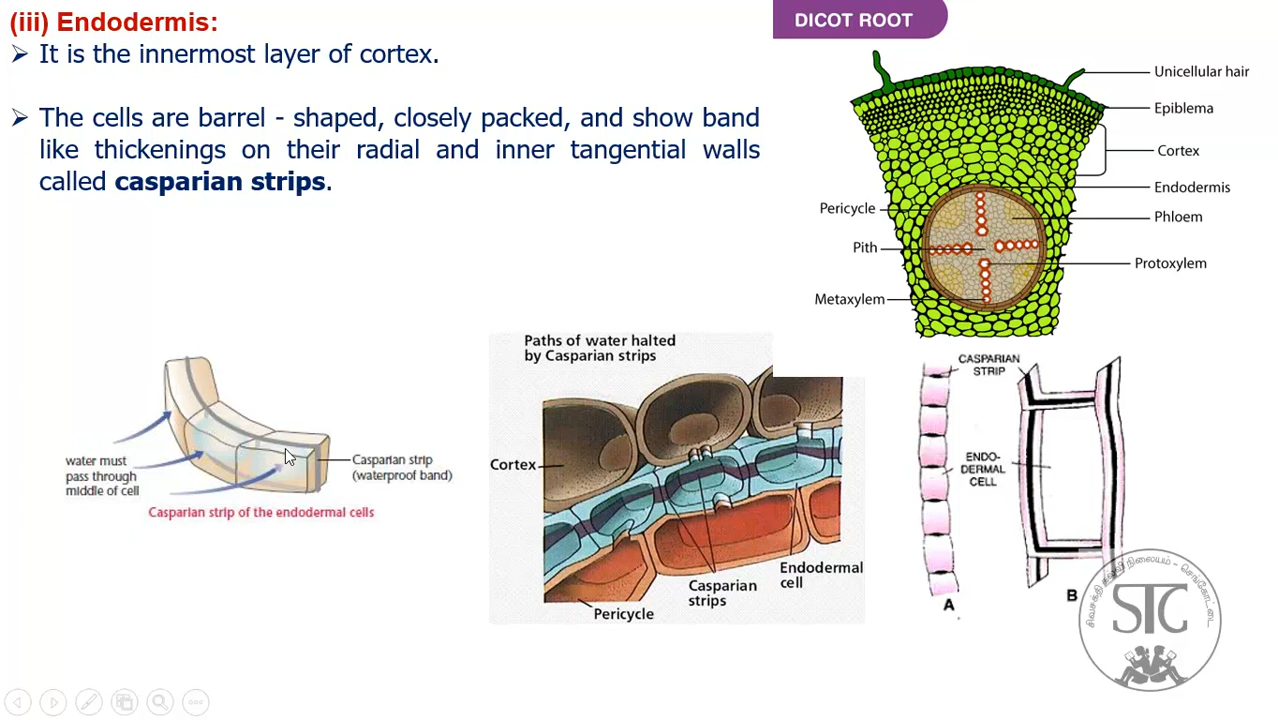 (iii) Endodermis:
➢ It is the innermost layer of cortex.
➢ The cells are barrel - shaped, closely packed, and show band
like thickenings on their radial and inner tangential walls
called casparian strips.
DICOT ROOT
Unicellular hair
Epiblema
Cortex
Endodermis
Pericycle
Phloem
Pith
Protoxylem
Metaxylem
water must
pass through
middle of cell
Casparian strip
(waterproof band)
Casparian strip of the endodermal cells
Paths of water halted
by Casparian strips
Cortex
Casparian
strips
Endodermal
cell
Pericycle
CASPARIAN
STRIP
ENDO-
DERMAL
CELL
A
B
STC